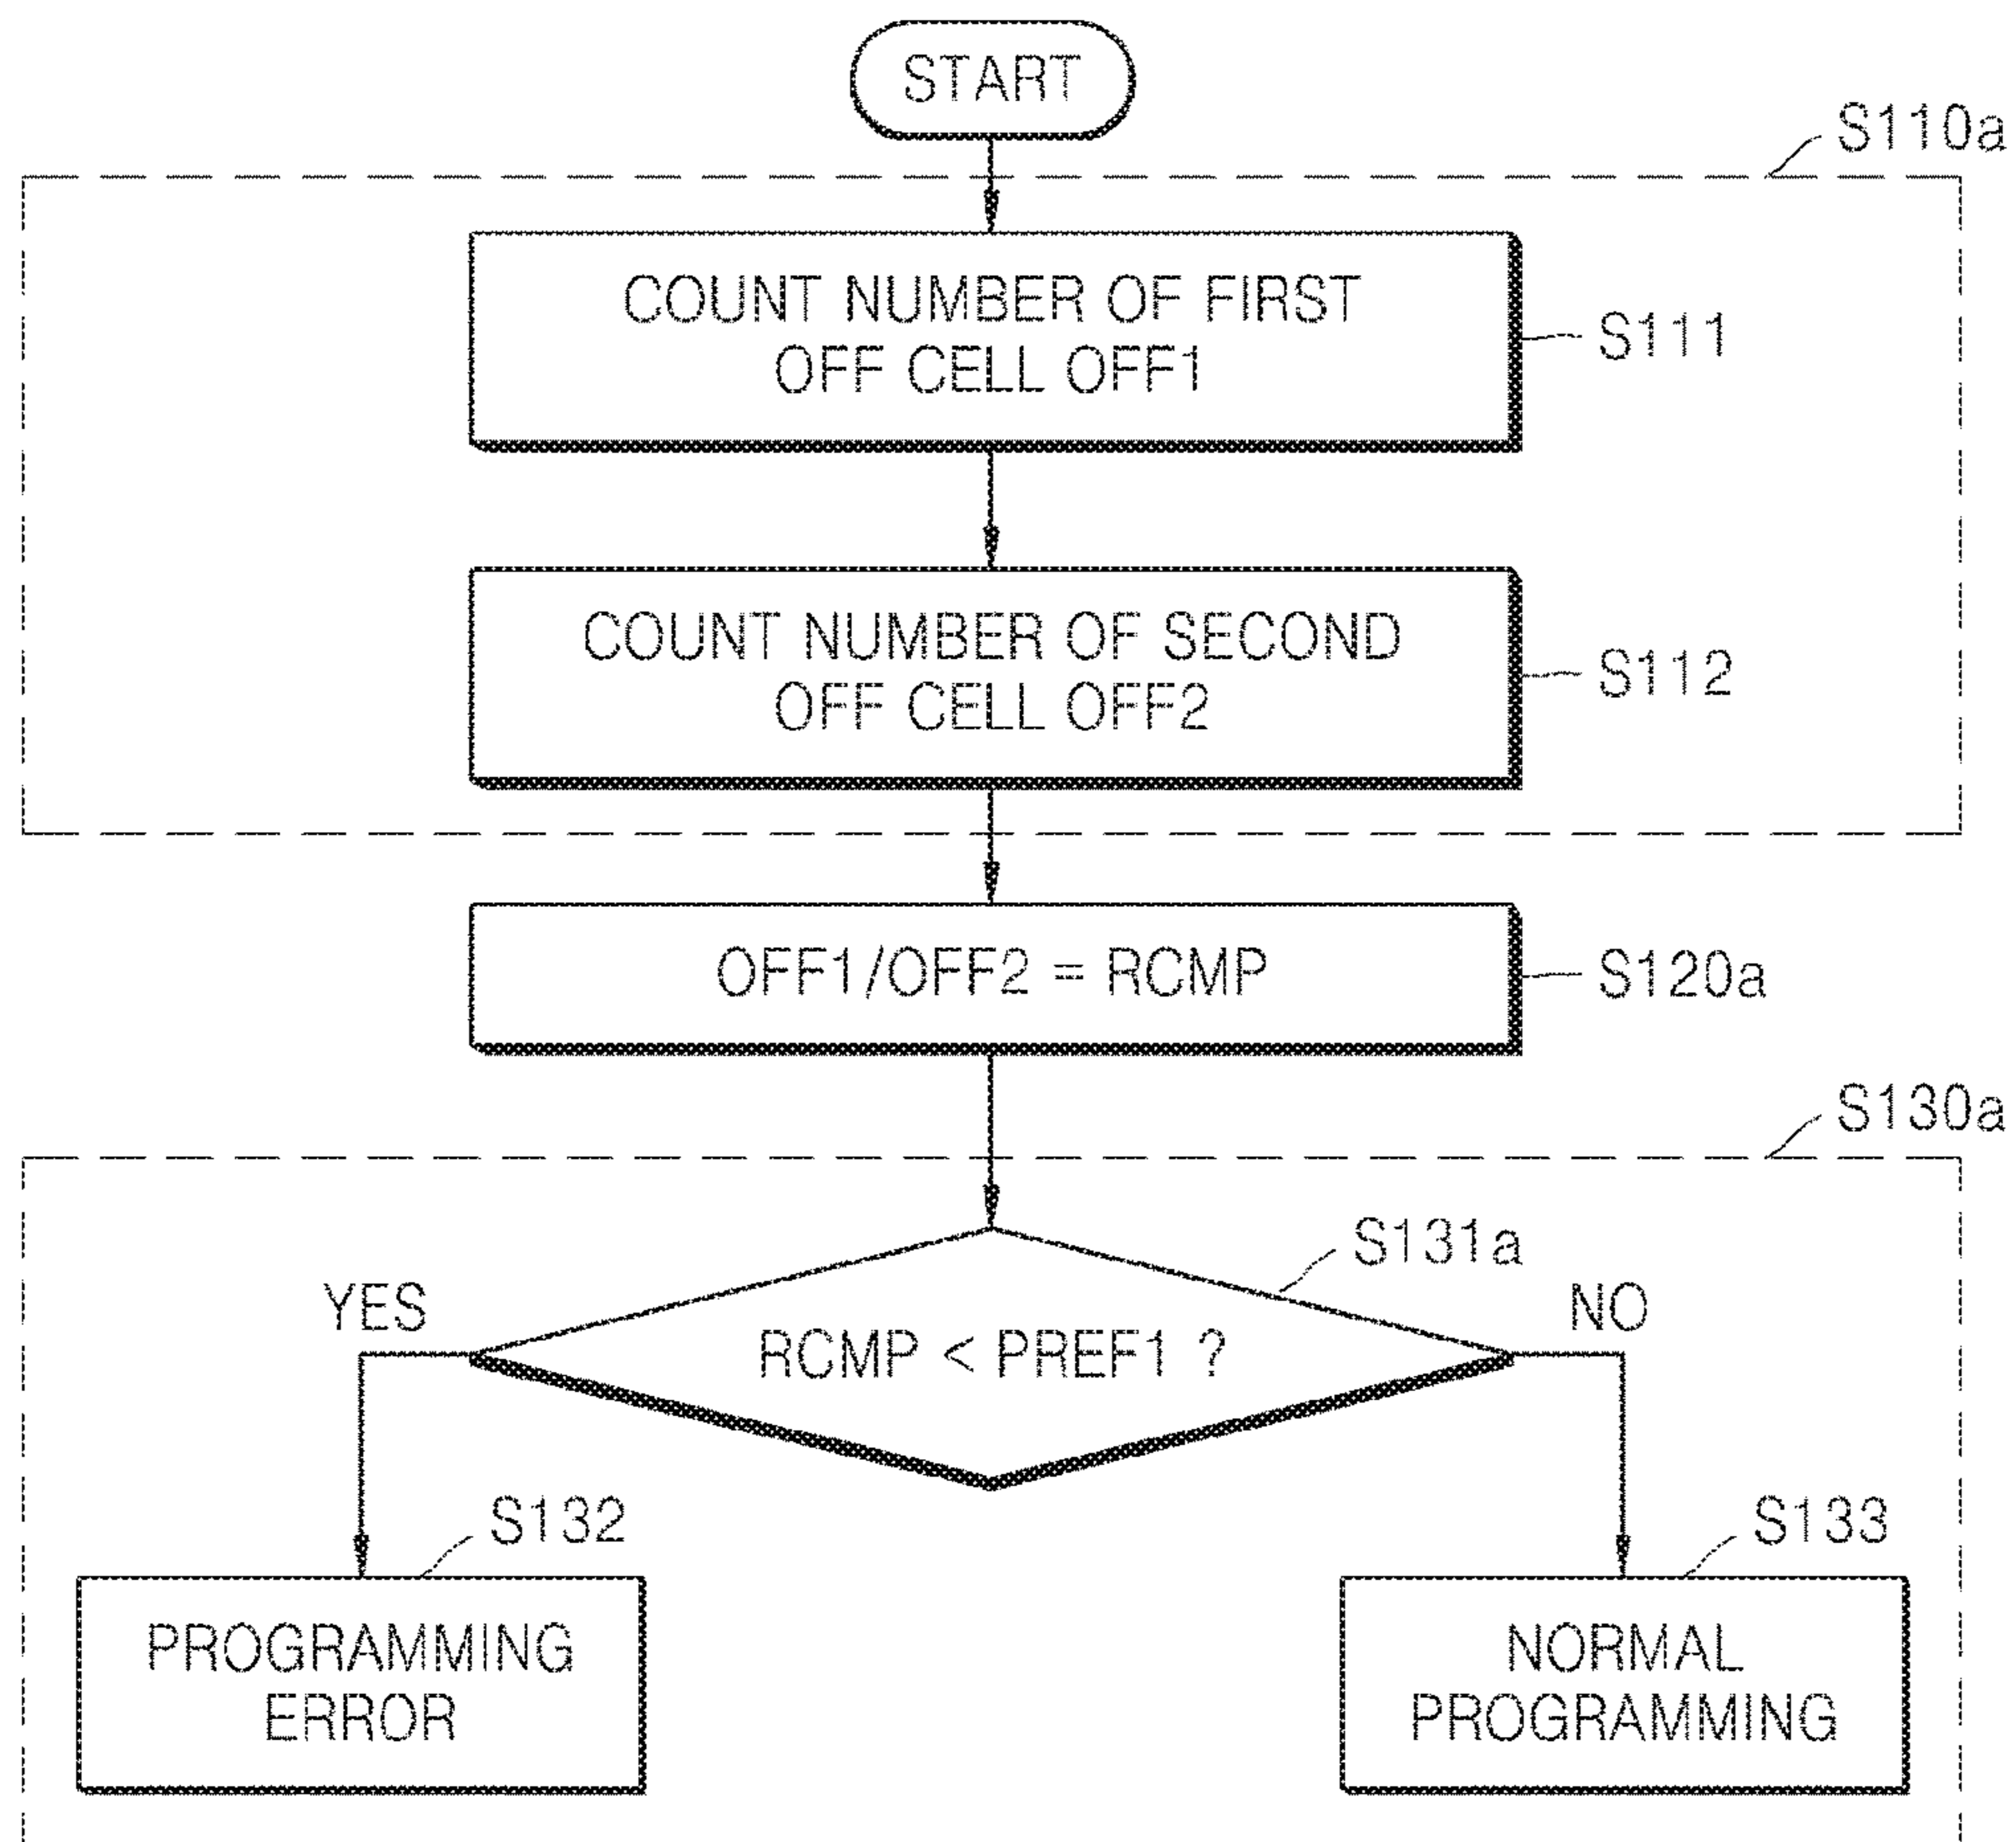 START
S110a
COUNT NUMBER OF FIRST
OFF CELL OFF1
S111
COUNT NUMBER OF SECOND
OFF CELL OFF2
S112
OFF1/OFF2 = RCMP
S120a
S130a
S131a
YES
NO
RCMP < PREF1 ?
S132
S133
PROGRAMMING
ERROR
NORMAL
PROGRAMMING